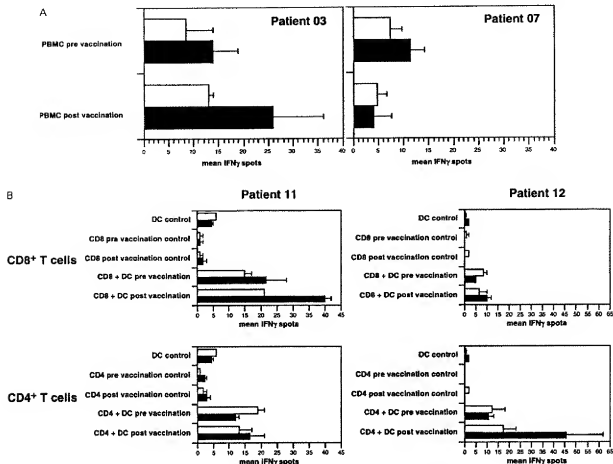 A
Patient 03
Patient 07
PBMC pre vaccination
PBMC post vaccination
0 5 10 15 20 25 30 35 40
0 5 10 15 20 25 30 35 40
mean IFNγ spots
mean IFNγ spots
B
Patient 11
Patient 12
CD8⁺ T cells
DC control
CD8 pre vaccination control
CD8 post vaccination control
CD8 + DC pre vaccination
CD8 + DC post vaccination
0 5 10 15 20 25 30 35 40 45
mean IFNγ spots
DC control
CD8 pre vaccination control
CD8 post vaccination control
CD8 + DC pre vaccination
CD8 + DC post vaccination
0 5 10 15 20 25 30 35 40 45 50 55 60 65
mean IFNγ spots
CD4⁺ T cells
DC control
CD4 pre vaccination control
CD4 post vaccination control
CD4 + DC pre vaccination
CD4 + DC post vaccination
0 5 10 15 20 25 30 35 40 45
mean IFNγ spots
DC control
CD4 pre vaccination control
CD4 post vaccination control
CD4 + DC pre vaccination
CD4 + DC post vaccination
0 5 10 15 20 25 30 35 40 45 50 55 60 65
mean IFNγ spots